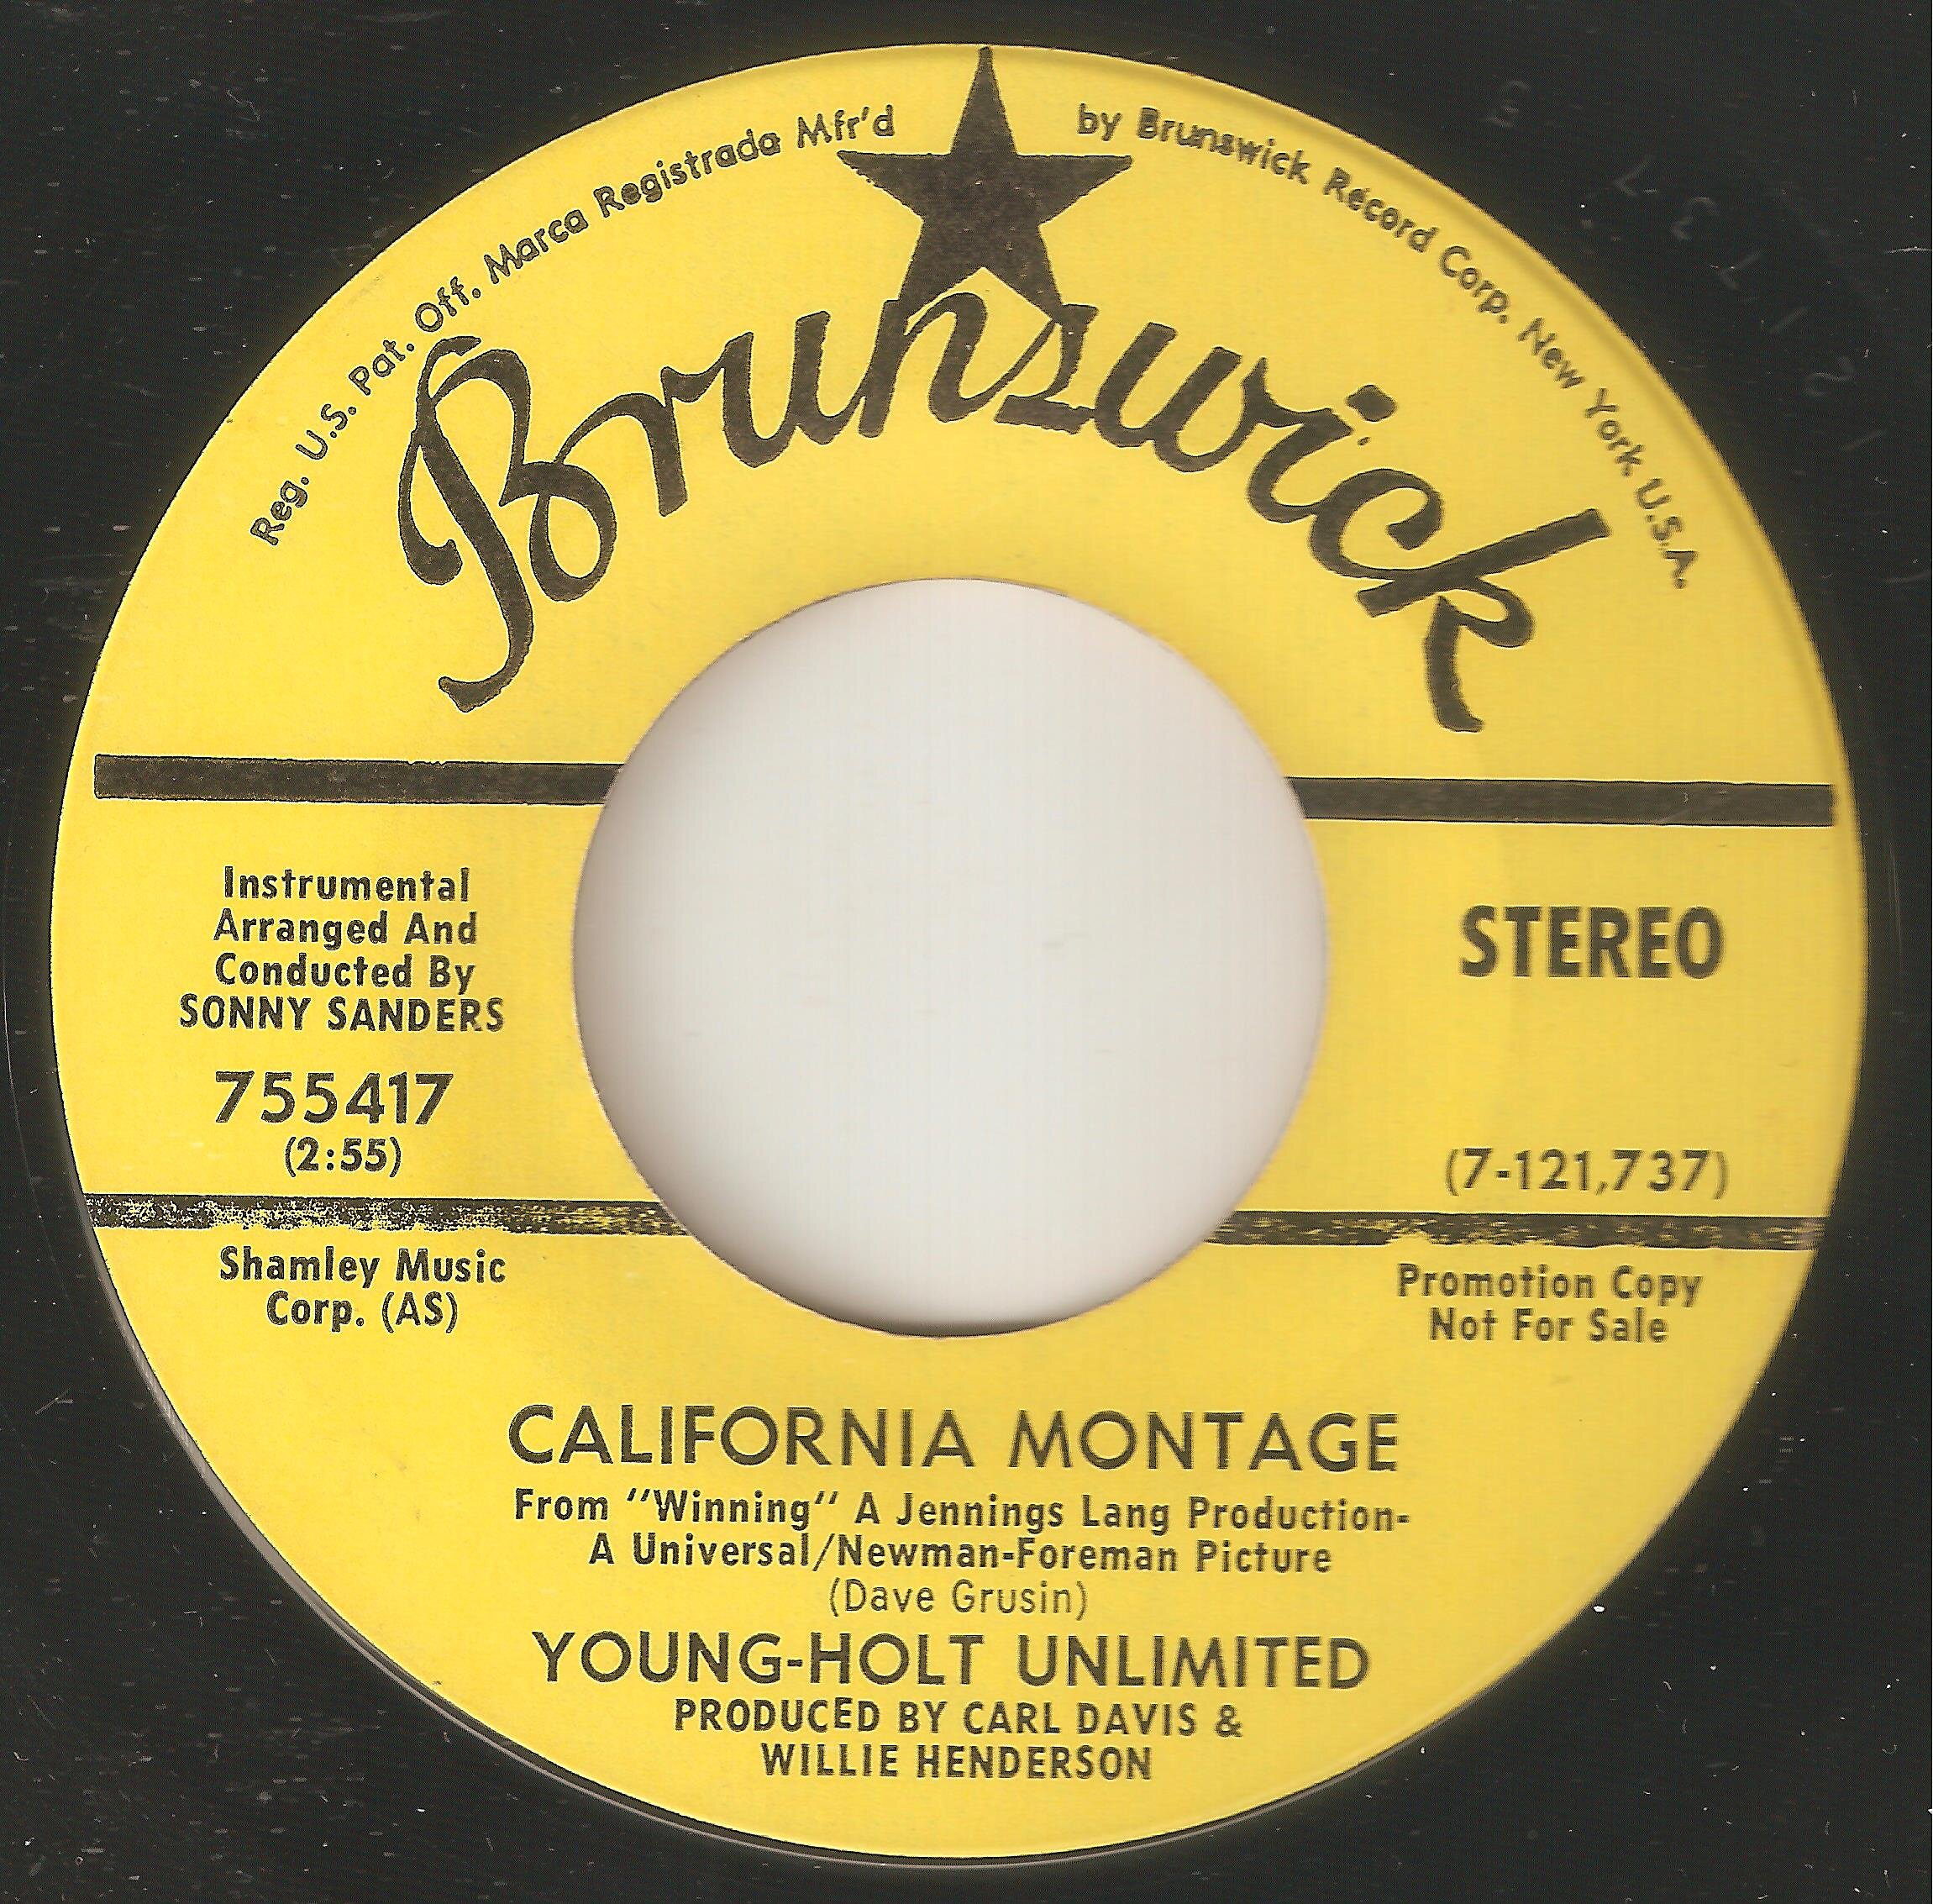 Reg. U.S. Pat. Off. Marca Registrada Mfr'd by Brunswick Record Corp. New York U.S.A.
Brunswick
Instrumental
Arranged And
Conducted By
SONNY SANDERS
755417
(2:55)
STEREO
(7-121,737)
Shamley Music
Corp. (AS)
Promotion Copy
Not For Sale
CALIFORNIA MONTAGE
From "Winning" A Jennings Lang Production-
A Universal/Newman-Foreman Picture
(Dave Grusin)
YOUNG-HOLT UNLIMITED
PRODUCED BY CARL DAVIS &
WILLIE HENDERSON